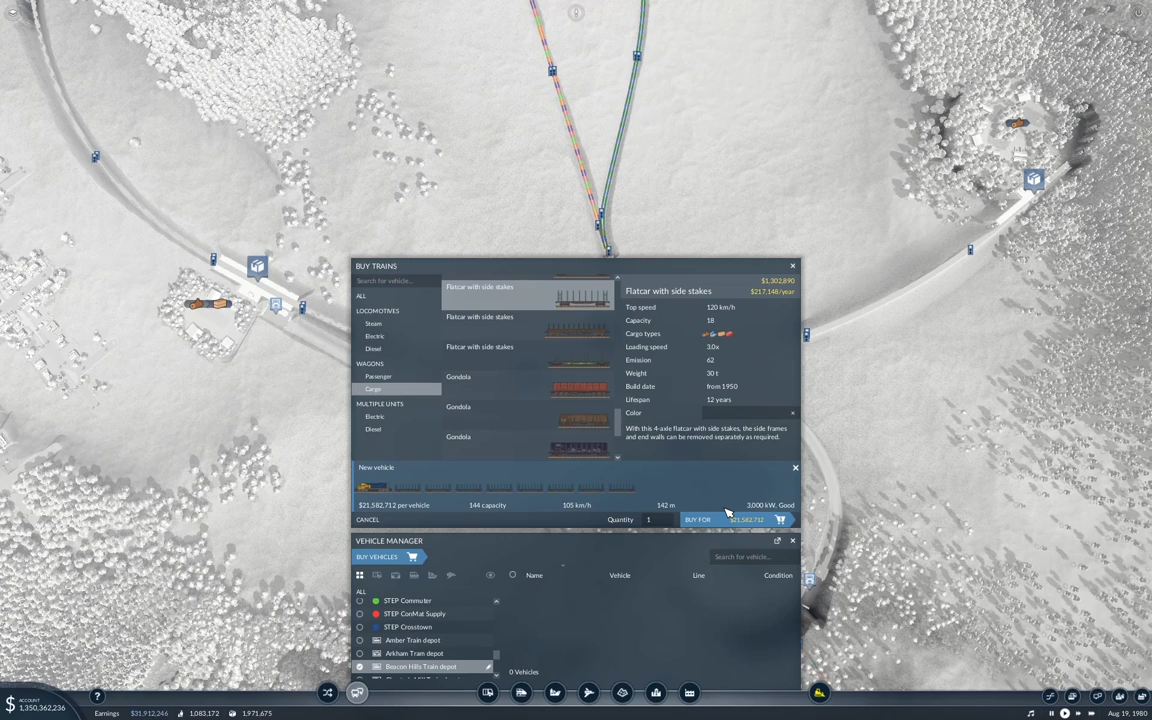 BUY TRAINS
Search for vehicle...
ALL
LOCOMOTIVES
Steam
Electric
Diesel
WAGONS
Passenger
Cargo
MULTIPLE UNITS
Electric
Diesel
Flatcar with side stakes
Flatcar with side stakes
Flatcar with side stakes
Gondola
Gondola
Gondola
$1,302,890
Flatcar with side stakes
$217,148/year
Top speed 120 km/h
Capacity 18
Cargo types
Loading speed 3.0x
Emission 62
Weight 30 t
Build date from 1950
Lifespan 12 years
Color
With this 4-axle flatcar with side stakes, the side frames
and end walls can be removed separately as required.
New vehicle
$21,582,712 per vehicle 144 capacity 105 km/h 142 m 3,000 kW, Good
CANCEL Quantity 1 BUY FOR $21,582,712
VEHICLE MANAGER
BUY VEHICLES Search for vehicle...
Name Vehicle Line Condition
ALL
STEP Commuter
STEP ConMat Supply
STEP Crosstown
Amber Train depot
Arkham Tram depot
Beacon Hills Train depot
0 Vehicles
$ ACCOUNT
1,350,362,236
?
Earnings $31,912,246 1,083,172 1,971,675 Aug 19, 1980